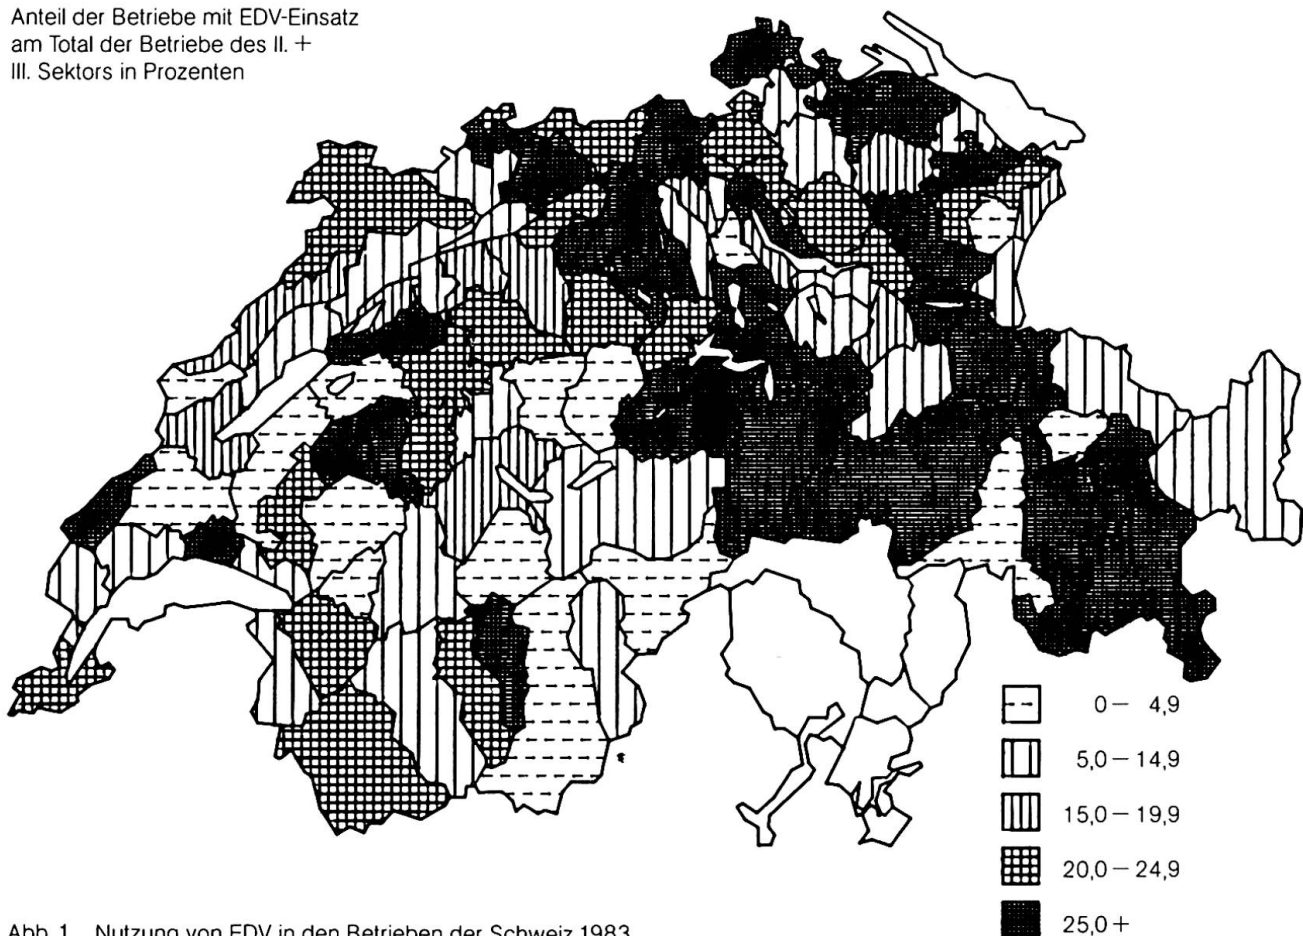 Anteil der Betriebe mit EDV-Einsatz
am Total der Betriebe des II. +
III. Sektors in Prozenten
0 – 4,9
5,0 – 14,9
15,0 – 19,9
20,0 – 24,9
25,0 +
Abb. 1 Nutzung von EDV in den Betrieben der Schweiz 1983